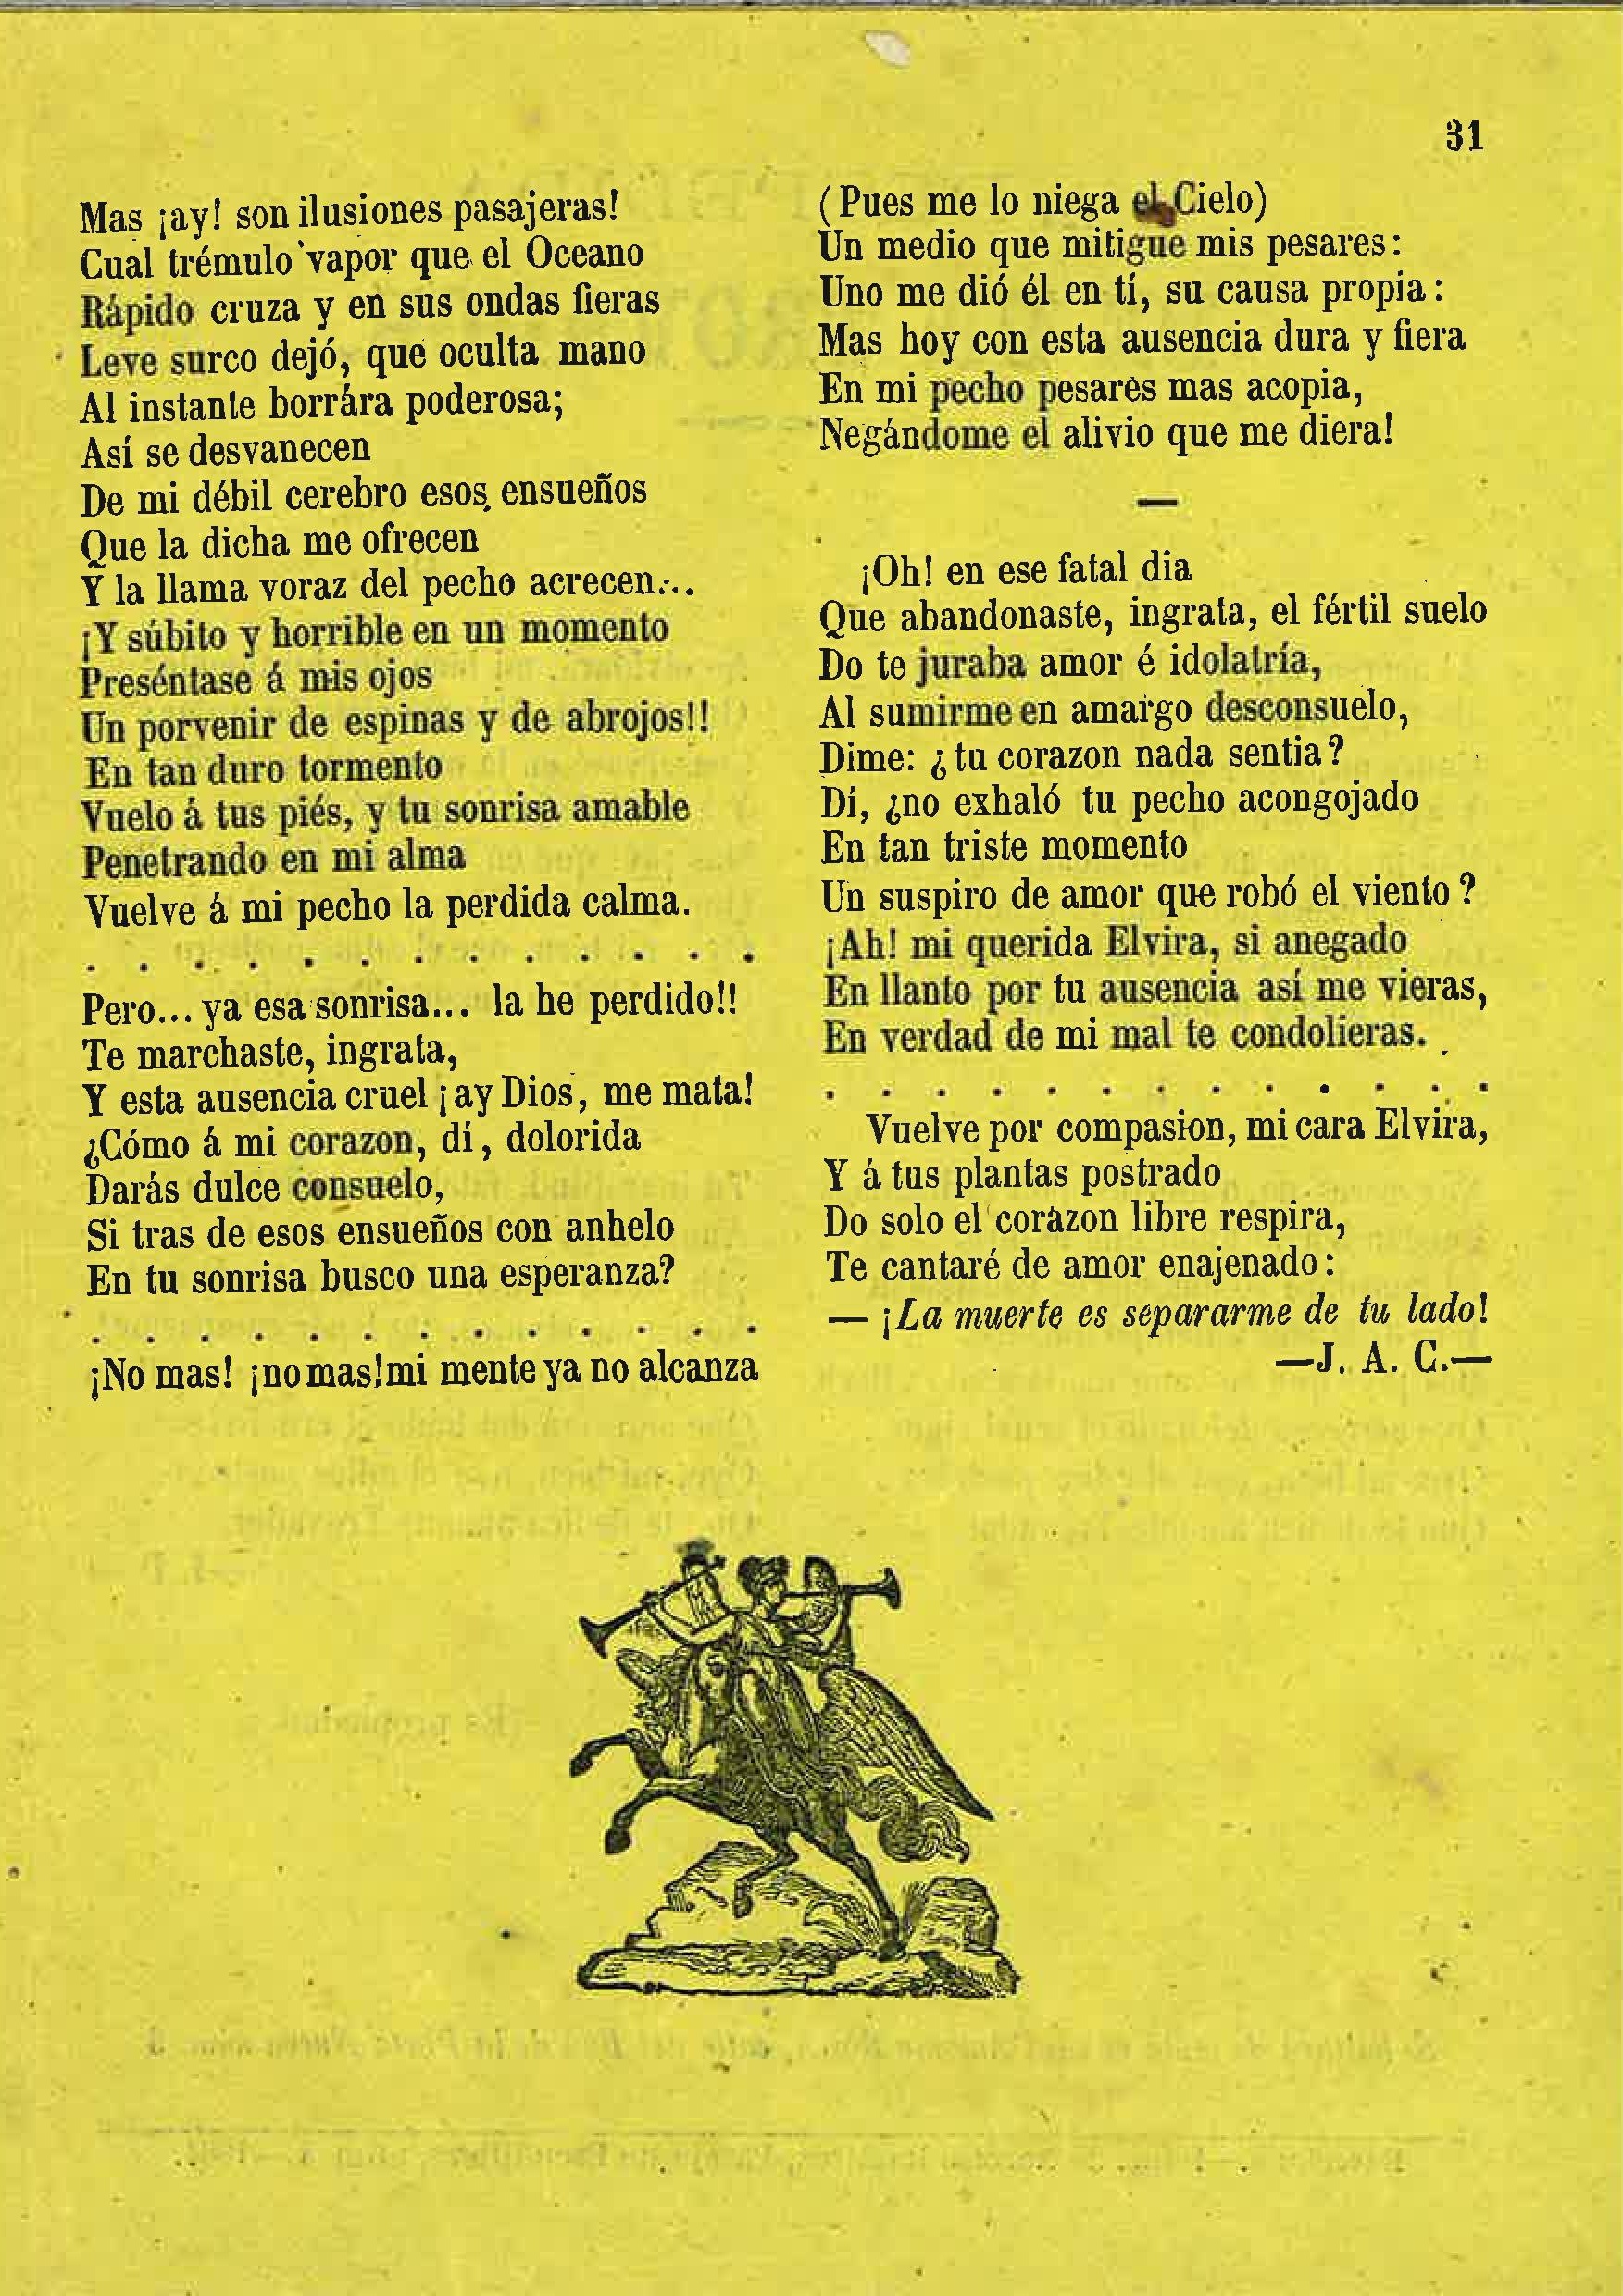 31
Mas ¡ay! son ilusiones pasajeras!
Cual trémulo vapor que el Oceano
Rápido cruza y en sus ondas fieras
Leve surco dejó, que oculta mano
Al instante borrára poderosa;
Así se desvanecen
De mi débil cerebro esos ensueños
Que la dicha me ofrecen
Y la llama voraz del pecho acrecen...
¡Y súbito y horrible en un momento
Preséntase á mis ojos
Un porvenir de espinas y de abrojos!!
En tan duro tormento
Vuelo á tus piés, y tu sonrisa amable
Penetrando en mi alma
Vuelve á mi pecho la perdida calma.
. . . . . . . . . . . . .
Pero... ya esa sonrisa... la he perdido!!
Te marchaste, ingrata,
Y esta ausencia cruel ¡ay Dios, me mata!
¿Cómo á mi corazon, dí, dolorida
Darás dulce consuelo,
Si tras de esos ensueños con anhelo
En tu sonrisa busco una esperanza?
. . . . . . . . . . . . .
¡No mas! ¡no mas! mi mente ya no alcanza
(Pues me lo niega el Cielo)
Un medio que mitigue mis pesares:
Uno me dió él en tí, su causa propia:
Mas hoy con esta ausencia dura y fiera
En mi pecho pesares mas acopia,
Negándome el alivio que me diera!
—
¡Oh! en ese fatal dia
Que abandonaste, ingrata, el fértil suelo
Do te juraba amor é idolatría,
Al sumirme en amargo desconsuelo,
Dime: ¿tu corazon nada sentia?
Dí, ¿no exhaló tu pecho acongojado
En tan triste momento
Un suspiro de amor que robó el viento?
¡Ah! mi querida Elvira, si anegado
En llanto por tu ausencia así me vieras,
En verdad de mi mal te condolieras.
. . . . . . . . . . . . .
Vuelve por compasion, mi cara Elvira,
Y á tus plantas postrado
Do solo el corazon libre respira,
Te cantaré de amor enajenado:
— ¡La muerte es separarme de tu lado!
—J. A. C.—